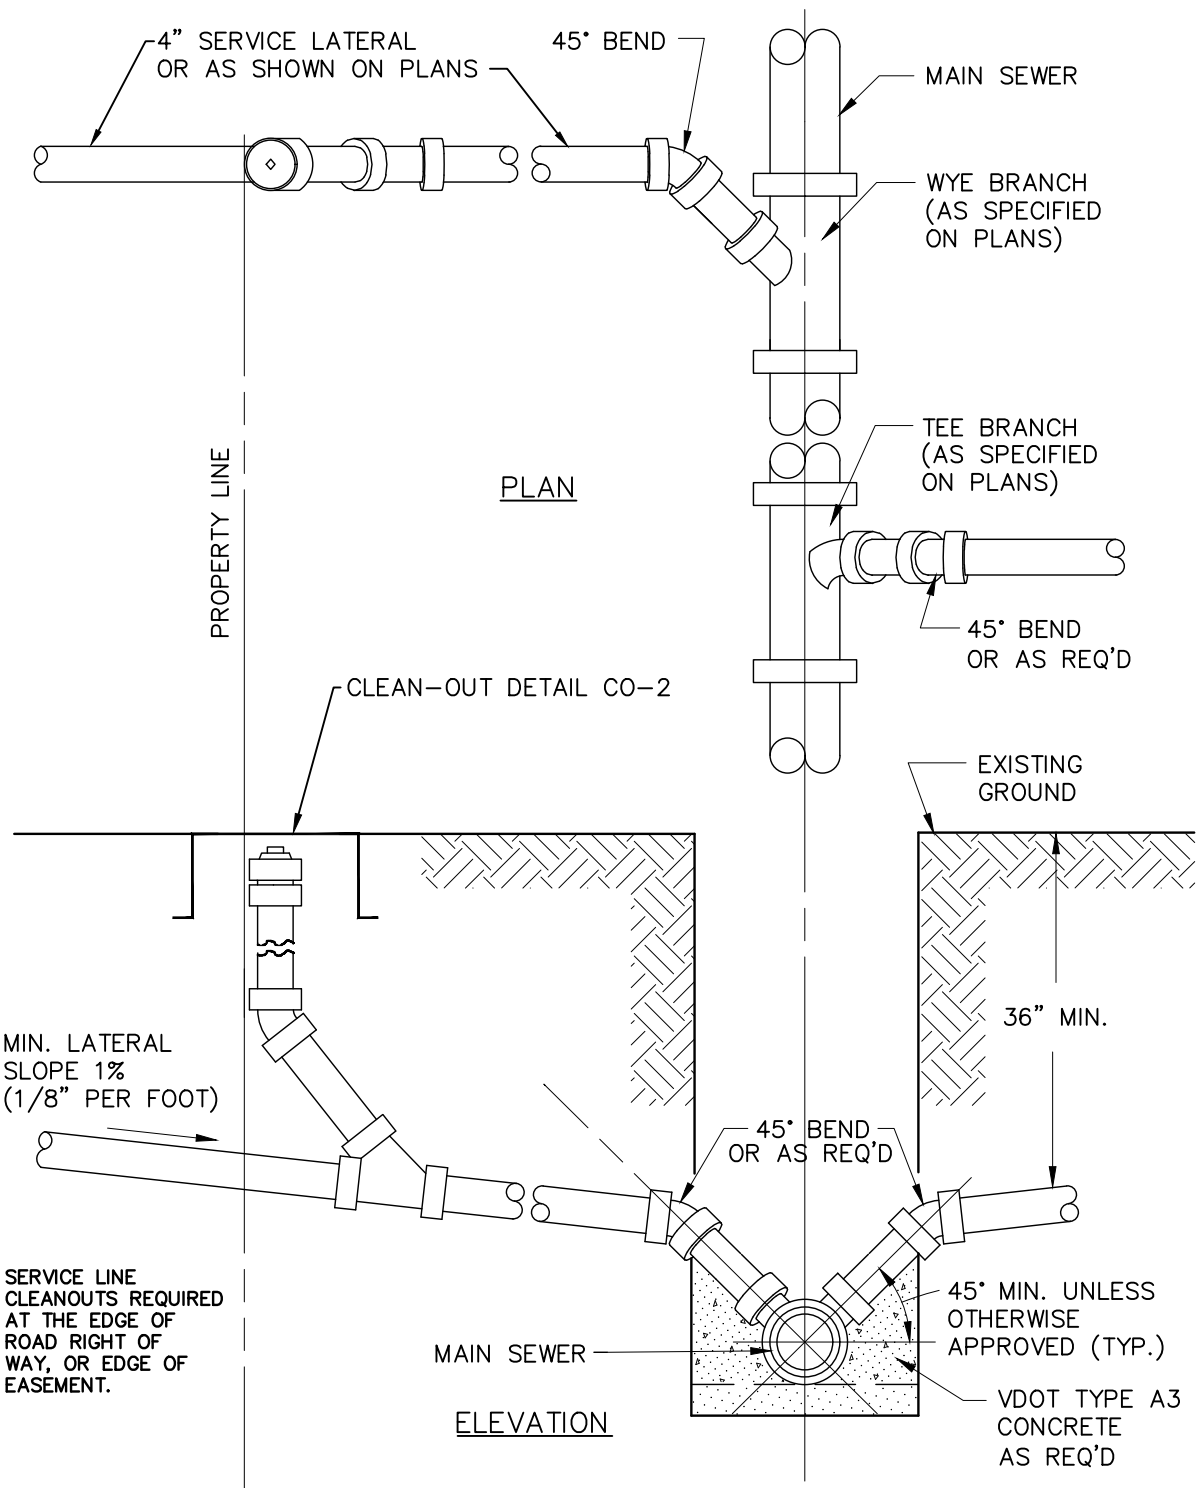 4" SERVICE LATERAL
OR AS SHOWN ON PLANS
45° BEND
MAIN SEWER
WYE BRANCH
(AS SPECIFIED
ON PLANS)
TEE BRANCH
(AS SPECIFIED
ON PLANS)
PLAN
PROPERTY LINE
45° BEND
OR AS REQ'D
CLEAN-OUT DETAIL CO-2
EXISTING
GROUND
36" MIN.
MIN. LATERAL
SLOPE 1%
(1/8" PER FOOT)
45° BEND
OR AS REQ'D
SERVICE LINE
CLEANOUTS REQUIRED
AT THE EDGE OF
ROAD RIGHT OF
WAY, OR EDGE OF
EASEMENT.
45° MIN. UNLESS
OTHERWISE
APPROVED (TYP.)
MAIN SEWER
VDOT TYPE A3
CONCRETE
AS REQ'D
ELEVATION